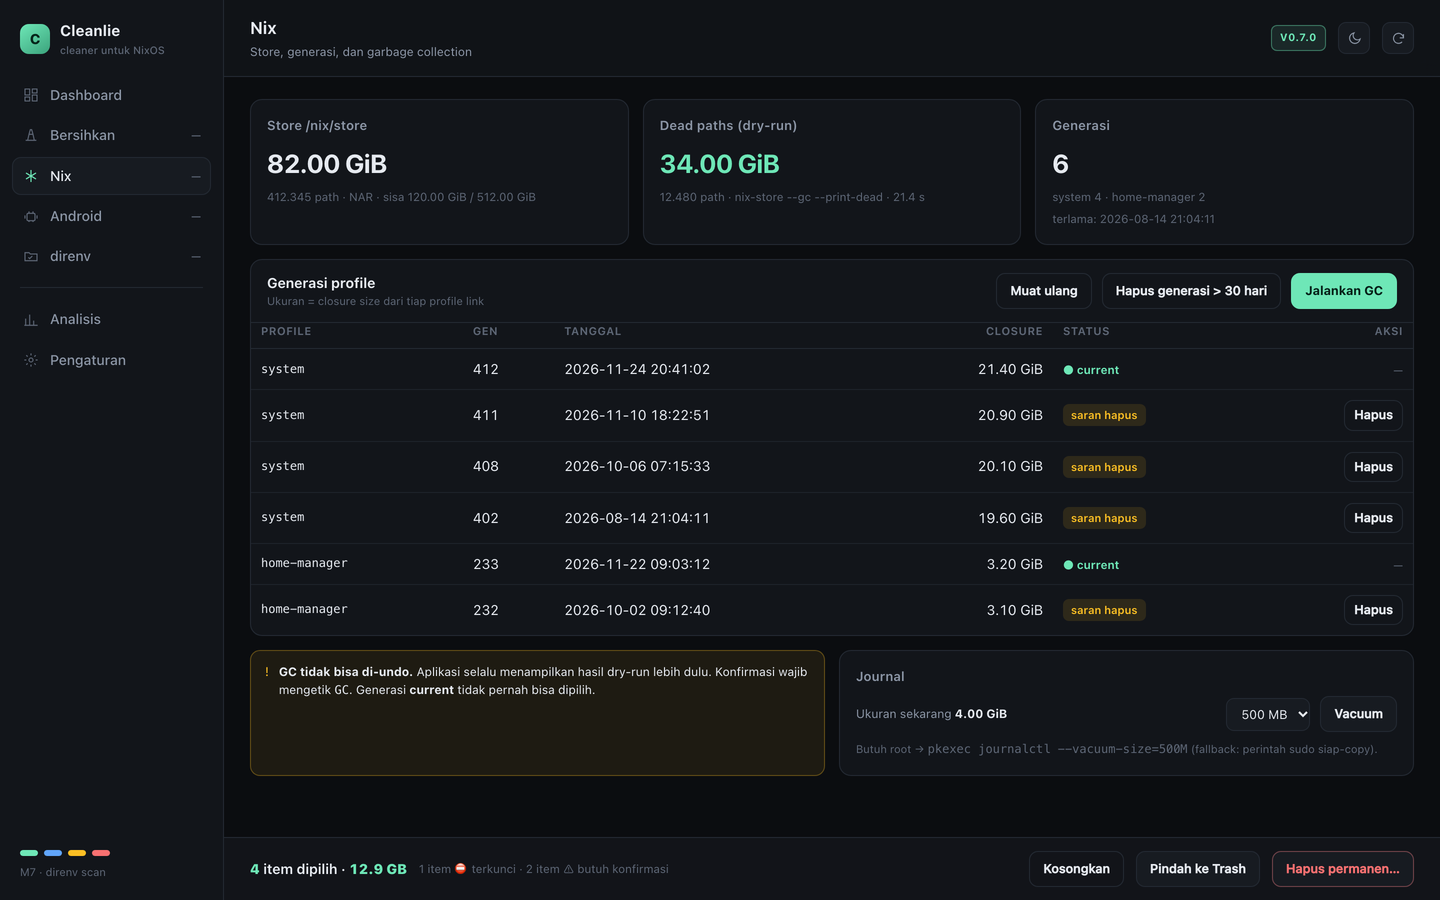 C
Cleanlie
cleaner untuk NixOS
Dashboard
Bersihkan —
Nix —
Android —
direnv —
Analisis
Pengaturan
M7 · direnv scan
Nix
Store, generasi, dan garbage collection
V0.7.0
Store /nix/store
82.00 GiB
412.345 path · NAR · sisa 120.00 GiB / 512.00 GiB
Dead paths (dry-run)
34.00 GiB
12.480 path · nix-store --gc --print-dead · 21.4 s
Generasi
6
system 4 · home-manager 2
terlama: 2026-08-14 21:04:11
Generasi profile
Ukuran = closure size dari tiap profile link
Muat ulang
Hapus generasi > 30 hari
Jalankan GC
PROFILE GEN TANGGAL CLOSURE STATUS AKSI
system 412 2026-11-24 20:41:02 21.40 GiB current —
system 411 2026-11-10 18:22:51 20.90 GiB saran hapus Hapus
system 408 2026-10-06 07:15:33 20.10 GiB saran hapus Hapus
system 402 2026-08-14 21:04:11 19.60 GiB saran hapus Hapus
home-manager 233 2026-11-22 09:03:12 3.20 GiB current —
home-manager 232 2026-10-02 09:12:40 3.10 GiB saran hapus Hapus
! GC tidak bisa di-undo. Aplikasi selalu menampilkan hasil dry-run lebih dulu. Konfirmasi wajib
mengetik GC. Generasi current tidak pernah bisa dipilih.
Journal
Ukuran sekarang 4.00 GiB
500 MB
Vacuum
Butuh root → pkexec journalctl --vacuum-size=500M (fallback: perintah sudo siap-copy).
4 item dipilih · 12.9 GB 1 item ⛔ terkunci · 2 item ⚠ butuh konfirmasi
Kosongkan
Pindah ke Trash
Hapus permanen…